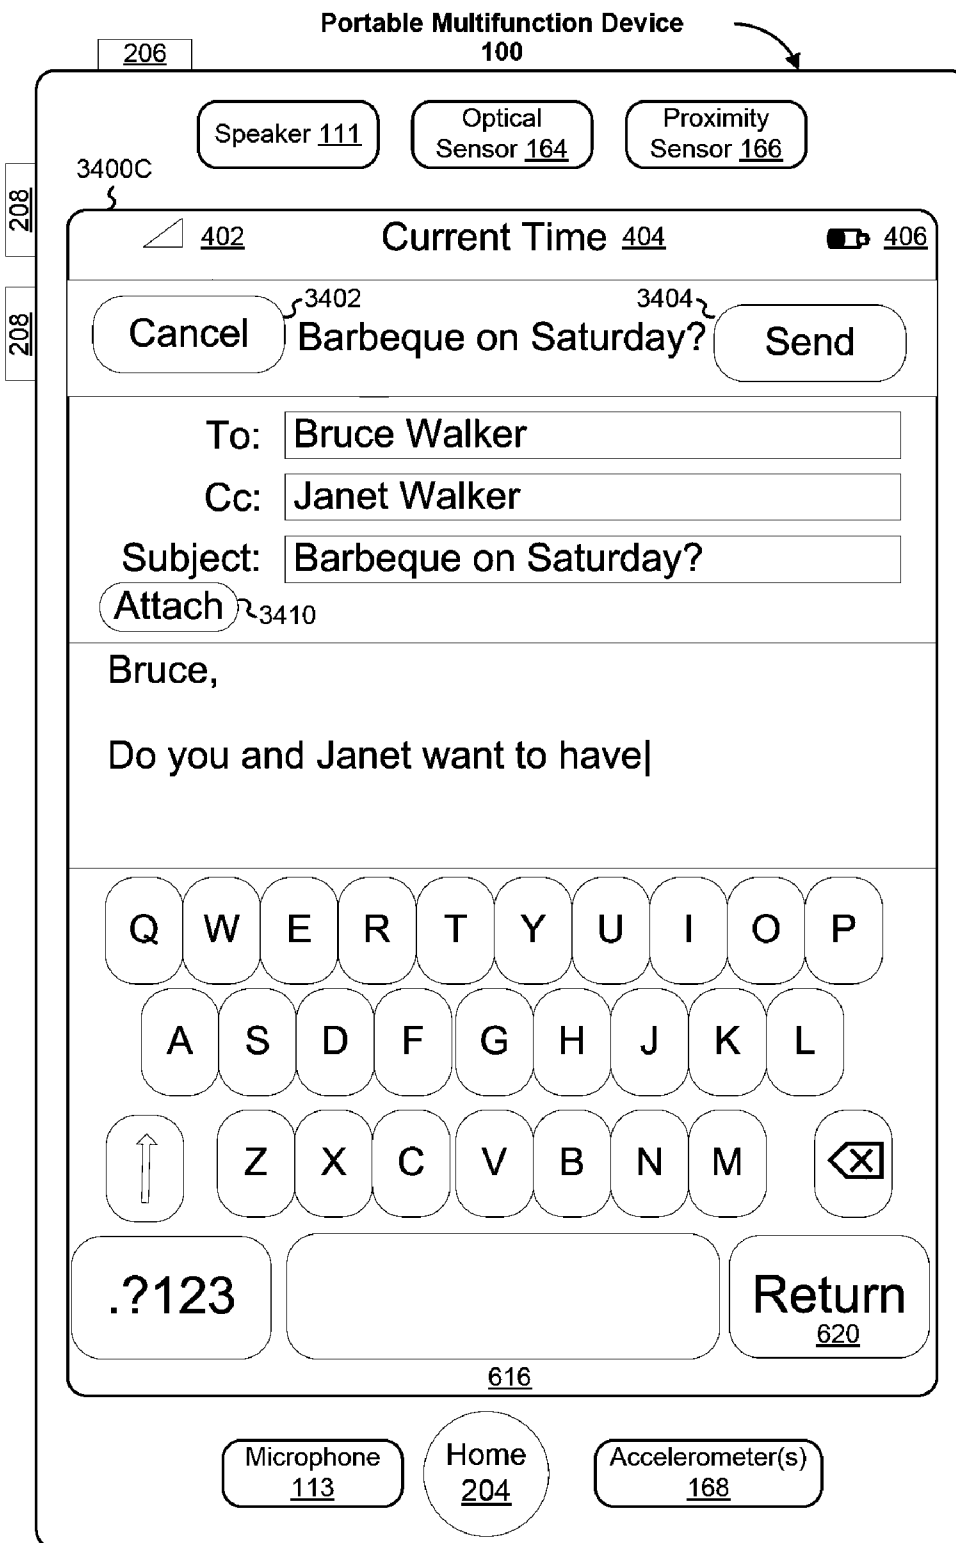 Portable Multifunction Device
100
206
Speaker 111
Optical
Sensor 164
Proximity
Sensor 166
3400C
208
208
402
Current Time 404
406
Cancel
3402
Barbeque on Saturday?
3404
Send
To: Bruce Walker
Cc: Janet Walker
Subject: Barbeque on Saturday?
Attach
3410
Bruce,
Do you and Janet want to have
Q W E R T Y U I O P
A S D F G H J K L
Z X C V B N M
.?123
Return
620
616
Microphone
113
Home
204
Accelerometer(s)
168